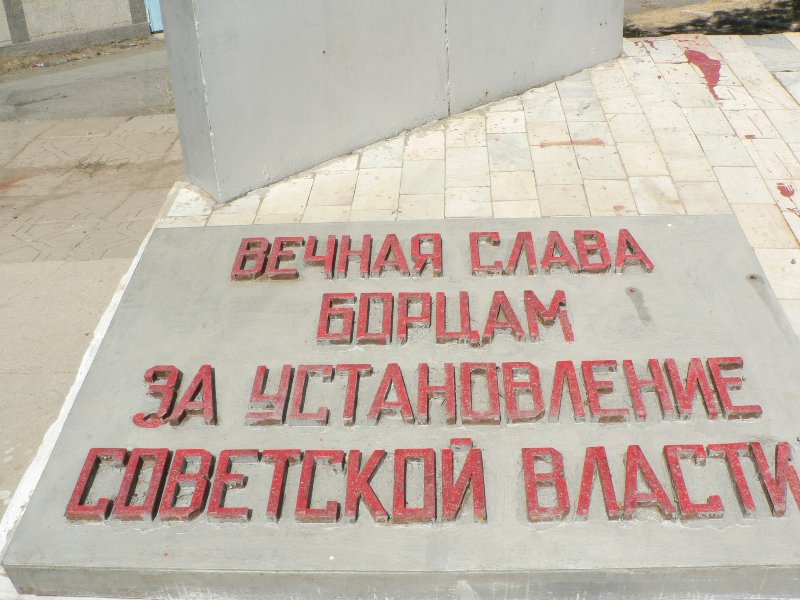 ВЕЧНАЯ СЛАВА
БОРЦАМ
ЗА УСТАНОВЛЕНИЕ
СОВЕТСКОЙ ВЛАСТИ